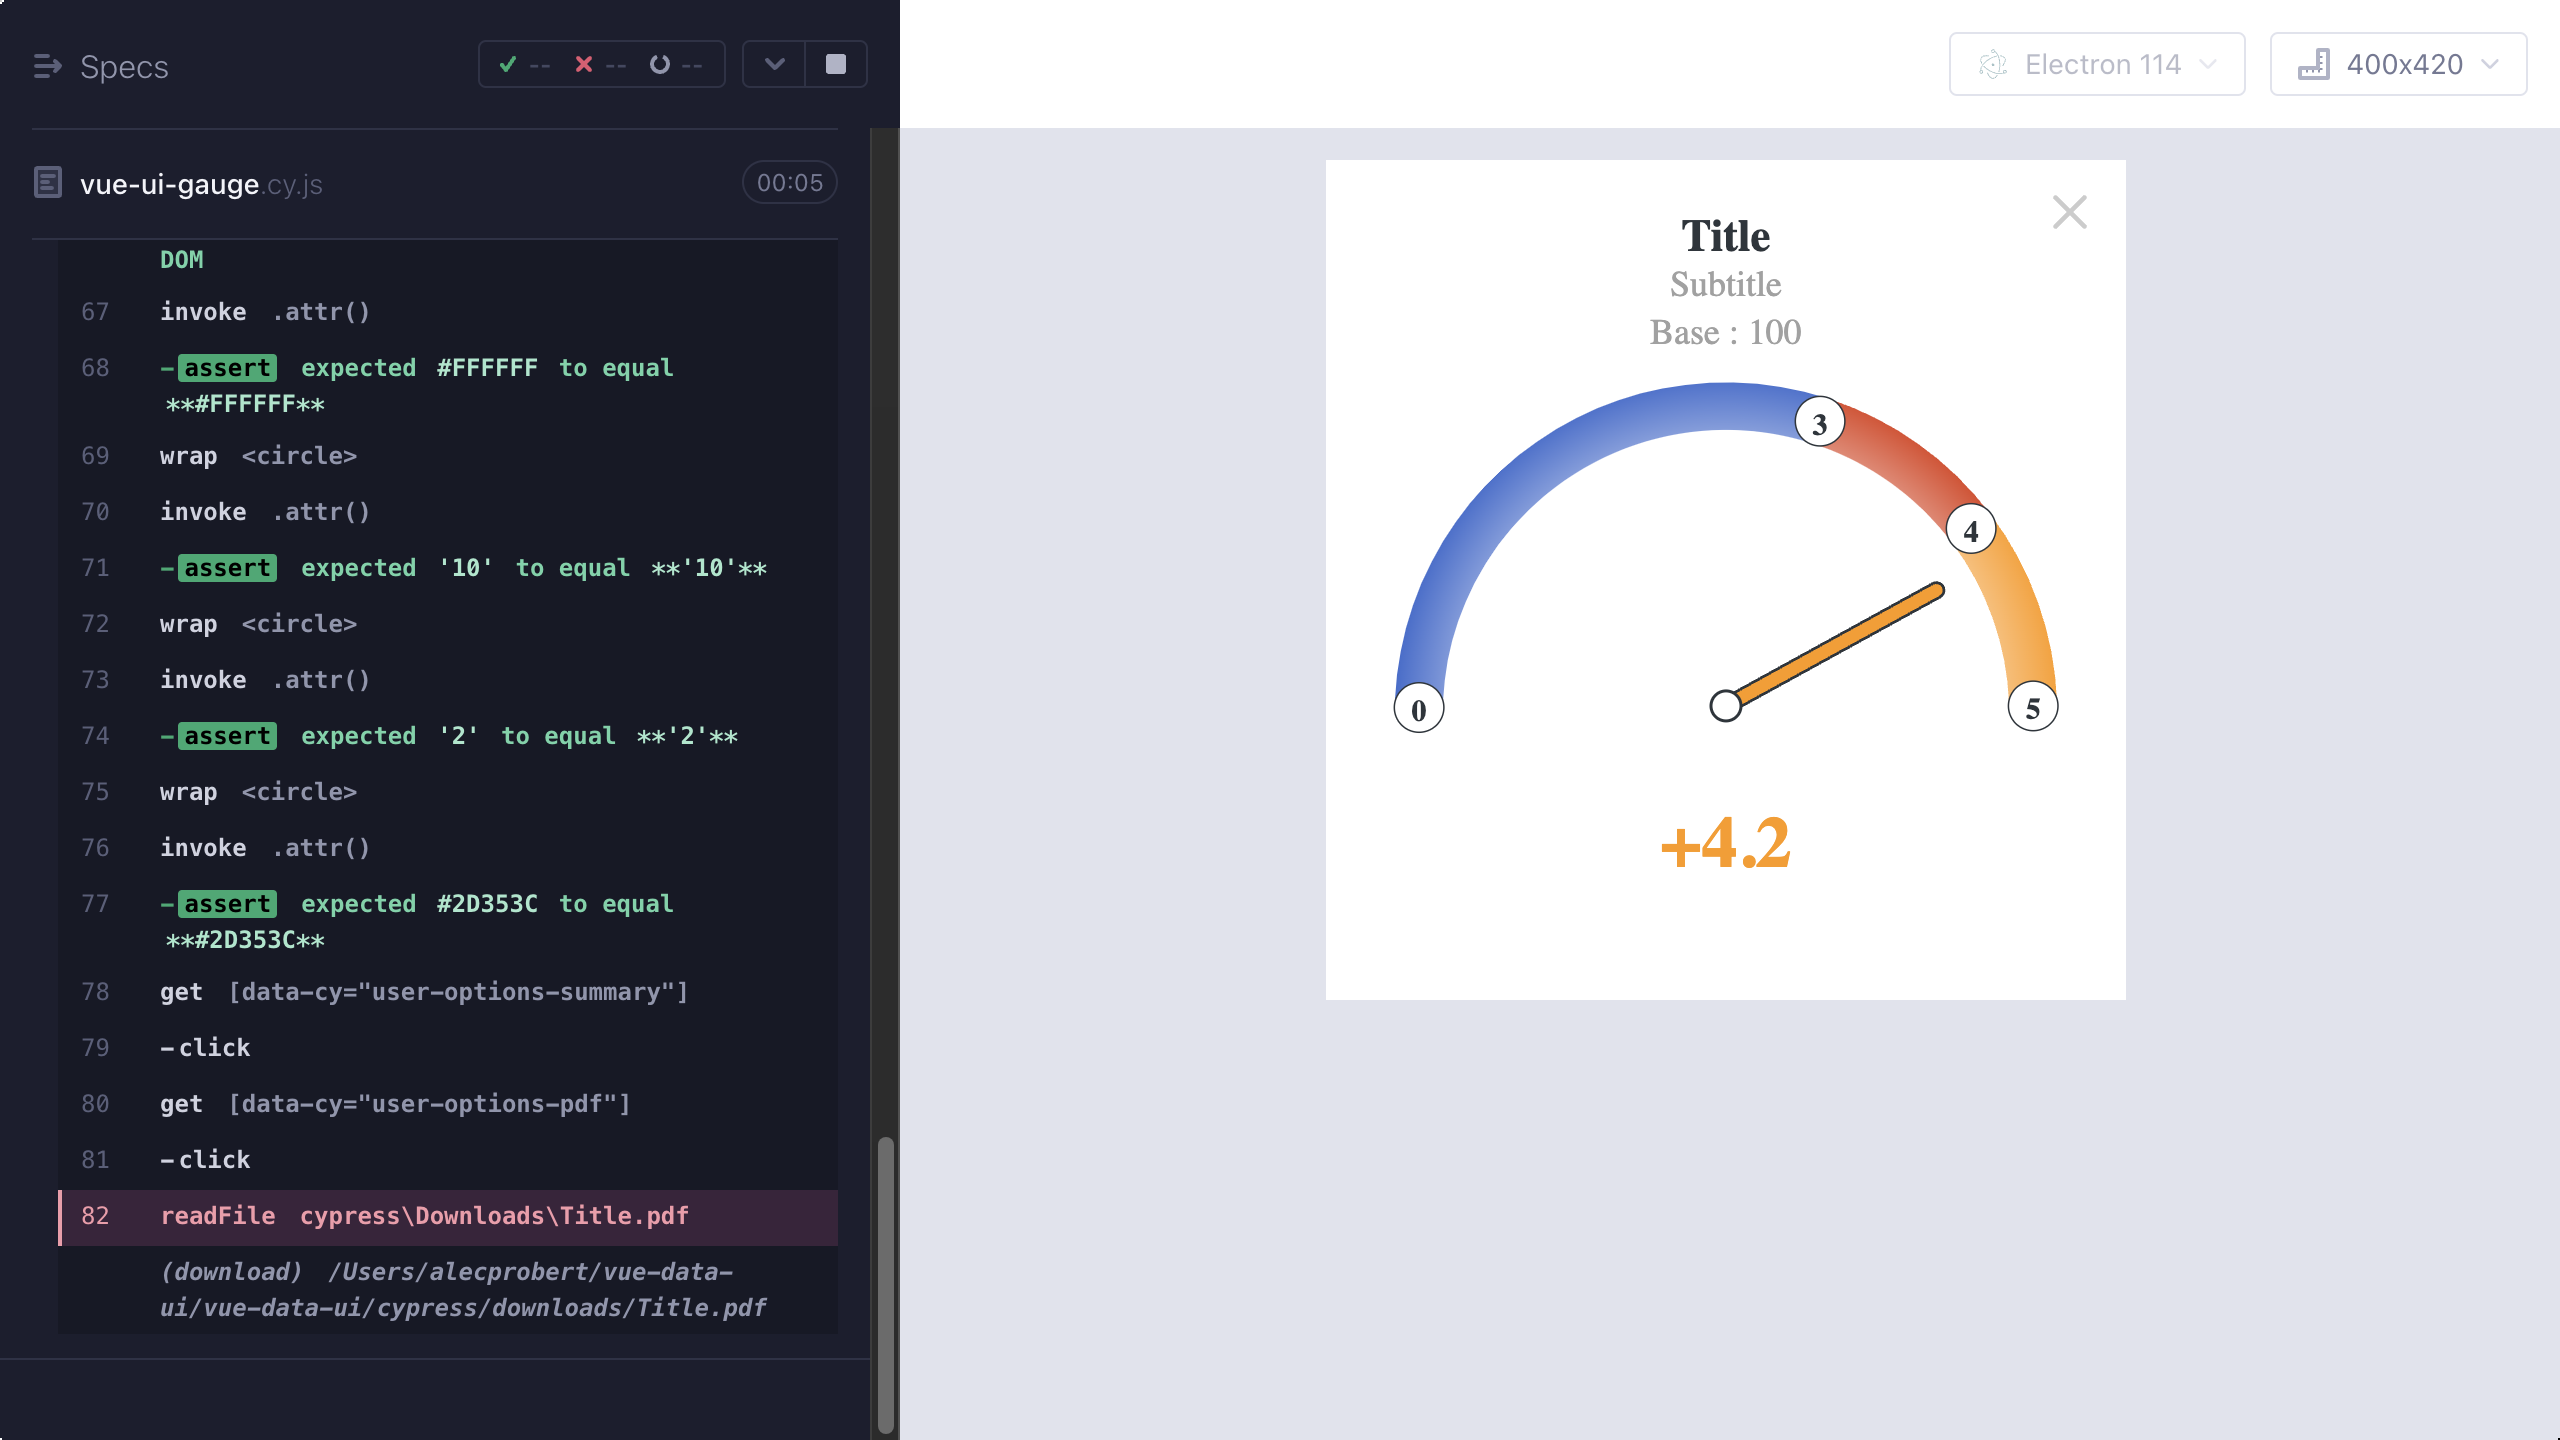 Specs
-- -- --
vue-ui-gauge.cy.js 00:05
DOM
67 invoke .attr()
68 -assert expected #FFFFFF to equal
**#FFFFFF**
69 wrap <circle>
70 invoke .attr()
71 -assert expected '10' to equal **'10'**
72 wrap <circle>
73 invoke .attr()
74 -assert expected '2' to equal **'2'**
75 wrap <circle>
76 invoke .attr()
77 -assert expected #2D353C to equal
**#2D353C**
78 get [data-cy="user-options-summary"]
79 -click
80 get [data-cy="user-options-pdf"]
81 -click
82 readFile cypress\Downloads\Title.pdf
(download) /Users/alecprobert/vue-data-
ui/vue-data-ui/cypress/downloads/Title.pdf
Electron 114
400x420
Title
Subtitle
Base : 100
3
4
0
5
+4.2